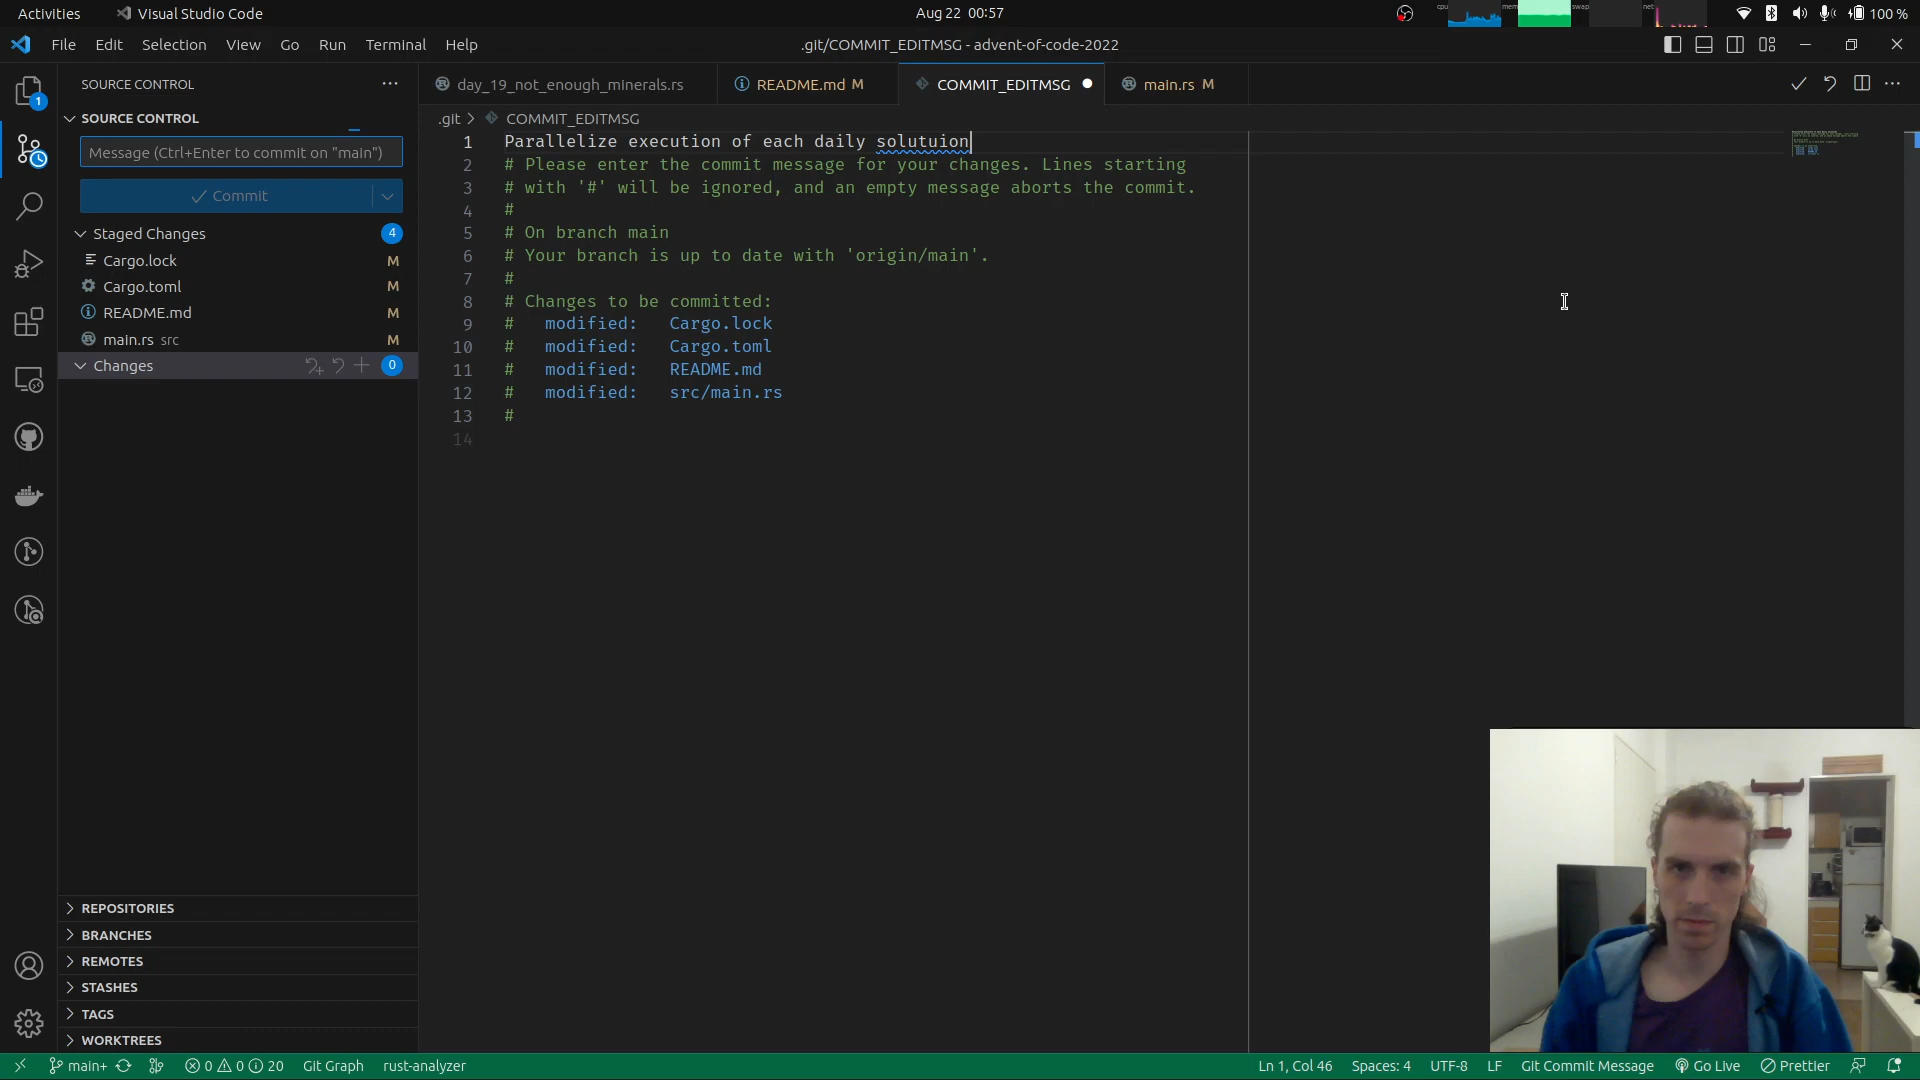 Activities Visual Studio Code Aug 22 00:57 cpu mem swap net 100 %
File Edit Selection View Go Run Terminal Help .git/COMMIT_EDITMSG - advent-of-code-2022
SOURCE CONTROL
day_19_not_enough_minerals.rs README.md M COMMIT_EDITMSG main.rs M
1
SOURCE CONTROL
.git COMMIT_EDITMSG
Message (Ctrl+Enter to commit on "main")
Commit
Staged Changes 4
Cargo.lock M
Cargo.toml M
README.md M
main.rs src M
Changes 0
1 Parallelize execution of each daily solutuion
2 # Please enter the commit message for your changes. Lines starting
3 # with '#' will be ignored, and an empty message aborts the commit.
4 #
5 # On branch main
6 # Your branch is up to date with 'origin/main'.
7 #
8 # Changes to be committed:
9 # modified: Cargo.lock
10 # modified: Cargo.toml
11 # modified: README.md
12 # modified: src/main.rs
13 #
14
REPOSITORIES
BRANCHES
REMOTES
STASHES
TAGS
WORKTREES
main+ 0 0 20 Git Graph rust-analyzer Ln 1, Col 46 Spaces: 4 UTF-8 LF Git Commit Message Go Live Prettier